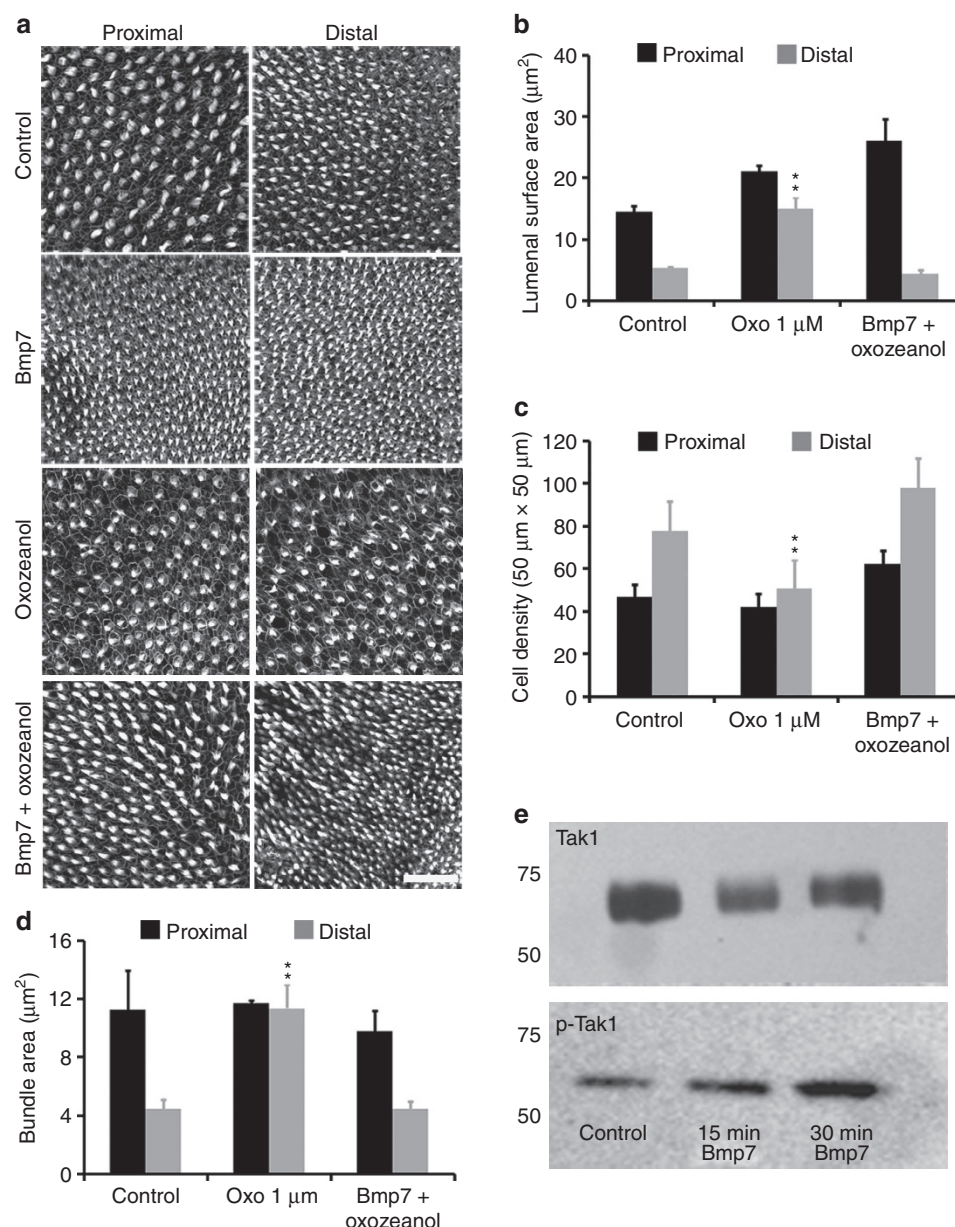 a
Proximal Distal
Control
Bmp7
Oxozeanol
Bmp7 + oxozeanol
b
Proximal Distal
Lumenal surface area (μm²)
40
30
20
10
0
**
Control Oxo 1 μM Bmp7 +
oxozeanol
c
Proximal Distal
Cell density (50 μm × 50 μm)
120
100
80
60
40
20
0
**
Control Oxo 1 μM Bmp7 +
oxozeanol
d
Proximal Distal
Bundle area (μm²)
16
12
8
4
0
**
Control Oxo 1 μm Bmp7 +
oxozeanol
e
Tak1
75
50
p-Tak1
75
50
Control 15 min 30 min
Bmp7 Bmp7